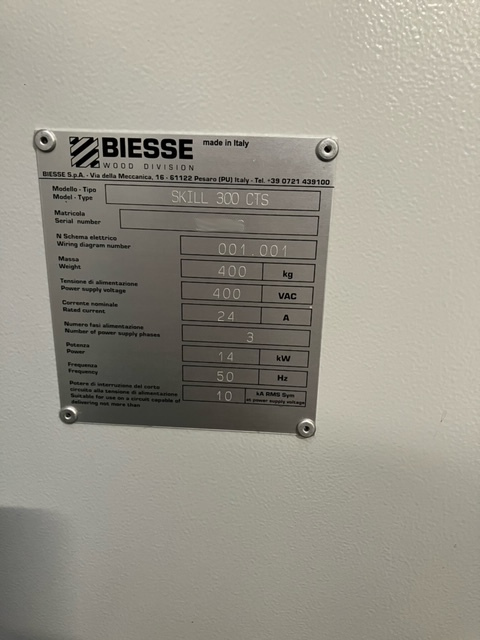 BIESSE made in Italy
WOOD DIVISION
BIESSE S.p.A. - Via della Meccanica, 16 - 61122 Pesaro (PU) Italy - Tel. +39 0721 439100
Modello - Tipo
Model - Type SKILL 300 CTS
Matricola
Serial number
N Schema elettrico
Wiring diagram number 001.001
Massa
Weight 400 kg
Tensione di alimentazione
Power supply voltage 400 VAC
Corrente nominale
Rated current 24 A
Numero fasi alimentazione
Number of power supply phases 3
Potenza
Power 14 kW
Frequenza
Frequency 50 Hz
Potere di interruzione del corto
circuito alla tensione di alimentazione
Suitable for use on a circuit capable of
delivering not more than 10 kA RMS Sym
at power supply voltage